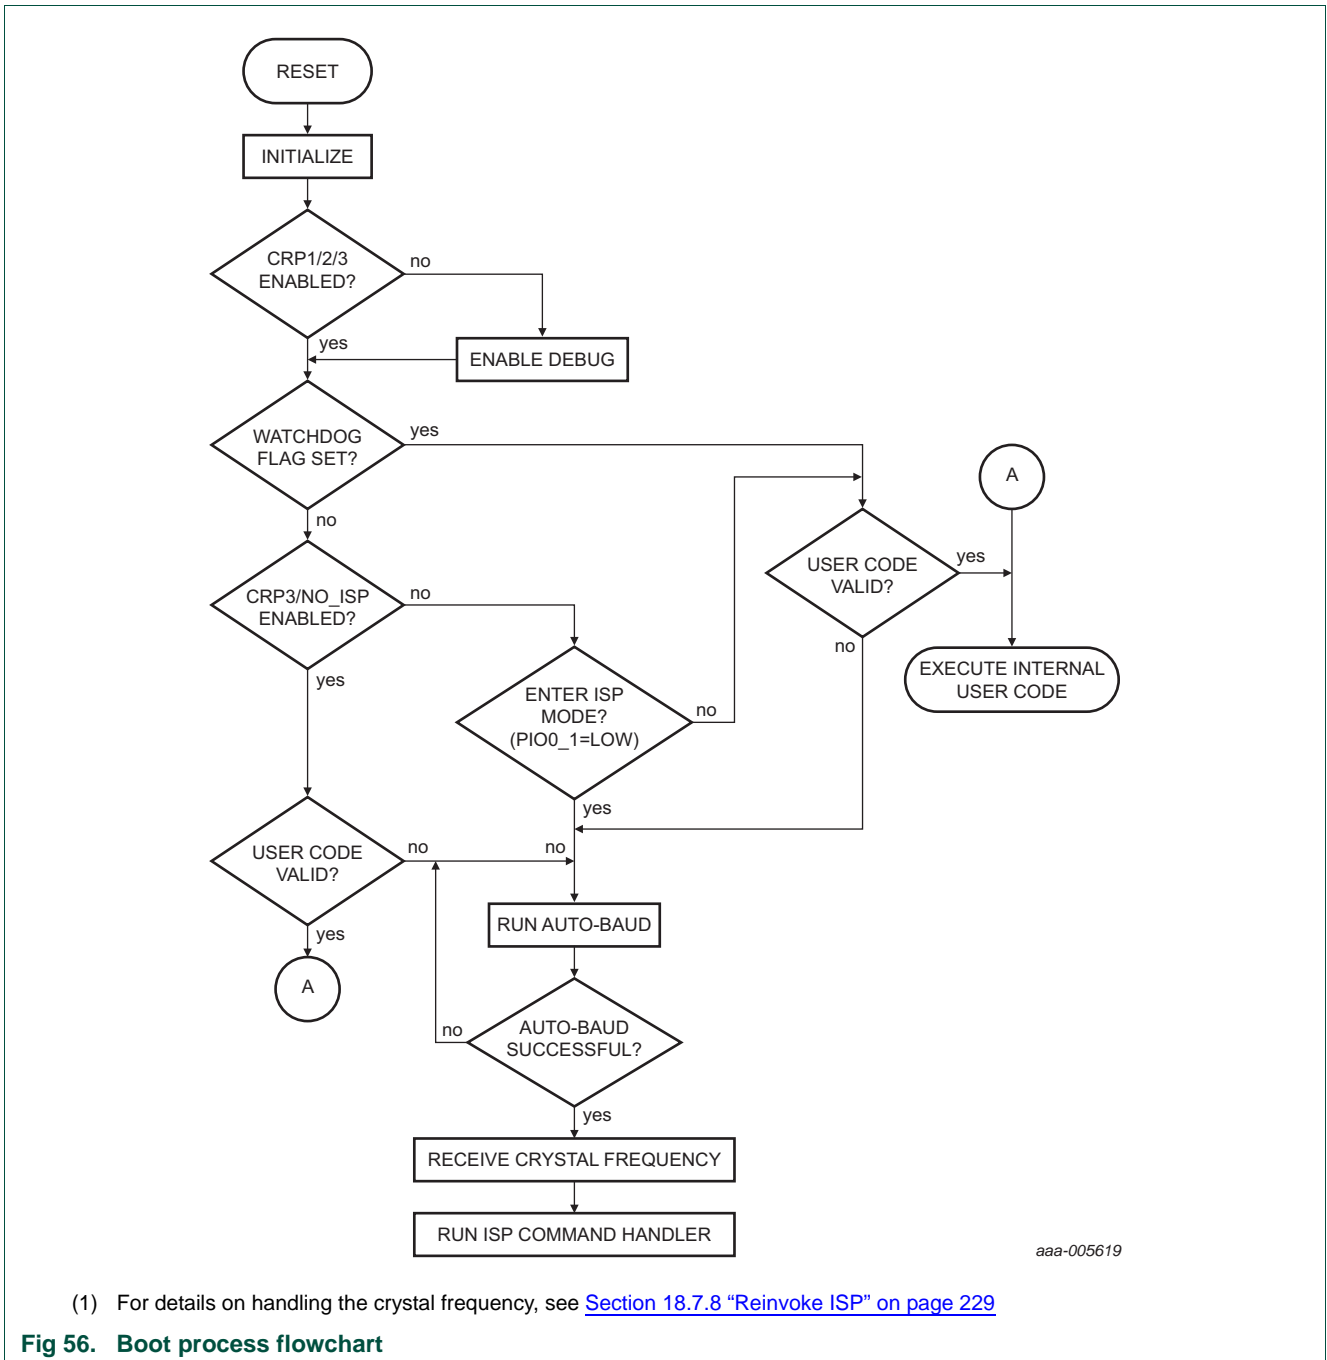 RESET
INITIALIZE
CRP1/2/3
ENABLED?
no
yes
ENABLE DEBUG
WATCHDOG
FLAG SET?
yes
no
A
USER CODE
VALID?
yes
no
EXECUTE INTERNAL
USER CODE
CRP3/NO_ISP
ENABLED?
no
yes
ENTER ISP
MODE?
(PIO0_1=LOW)
no
yes
USER CODE
VALID?
no
no
yes
A
RUN AUTO-BAUD
AUTO-BAUD
SUCCESSFUL?
no
yes
RECEIVE CRYSTAL FREQUENCY
RUN ISP COMMAND HANDLER
aaa-005619
(1) For details on handling the crystal frequency, see Section 18.7.8 “Reinvoke ISP” on page 229
Fig 56. Boot process flowchart